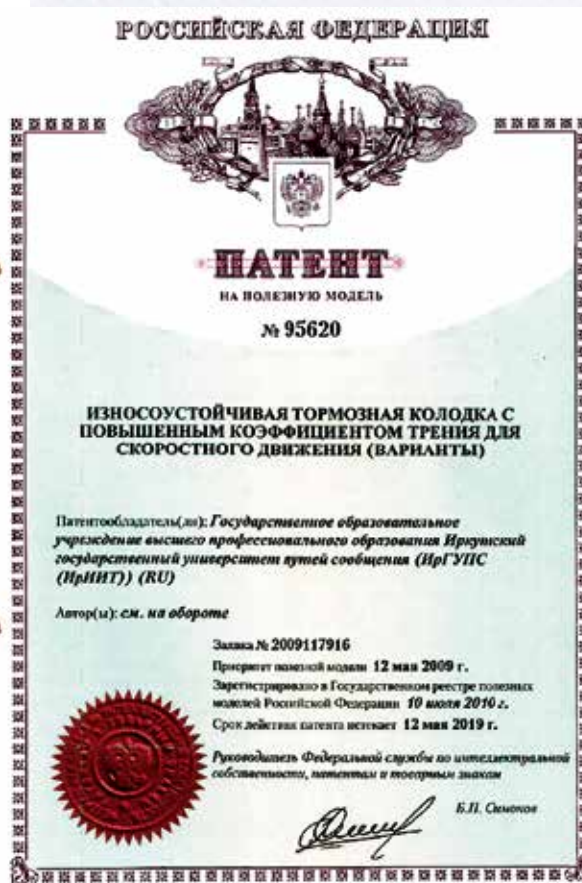 РОССИЙСКАЯ ФЕДЕРАЦИЯ
ПАТЕНТ
НА ПОЛЕЗНУЮ МОДЕЛЬ
№ 95620
ИЗНОСОУСТОЙЧИВАЯ ТОРМОЗНАЯ КОЛОДКА С
ПОВЫШЕННЫМ КОЭФФИЦИЕНТОМ ТРЕНИЯ ДЛЯ
СКОРОСТНОГО ДВИЖЕНИЯ (ВАРИАНТЫ)
Патентообладатель(ли): Государственное образовательное
учреждение высшего профессионального образования Иркутский
государственный университет путей сообщения (ИрГУПС
(ИрИИТ)) (RU)
Автор(ы): см. на обороте
Заявка № 2009117916
Приоритет полезной модели 12 мая 2009 г.
Зарегистрировано в Государственном реестре полезных
моделей Российской Федерации 10 июля 2010 г.
Срок действия патента истекает 12 мая 2019 г.
Руководитель Федеральной службы по интеллектуальной
собственности, патентам и товарным знакам
Б.П. Симонов